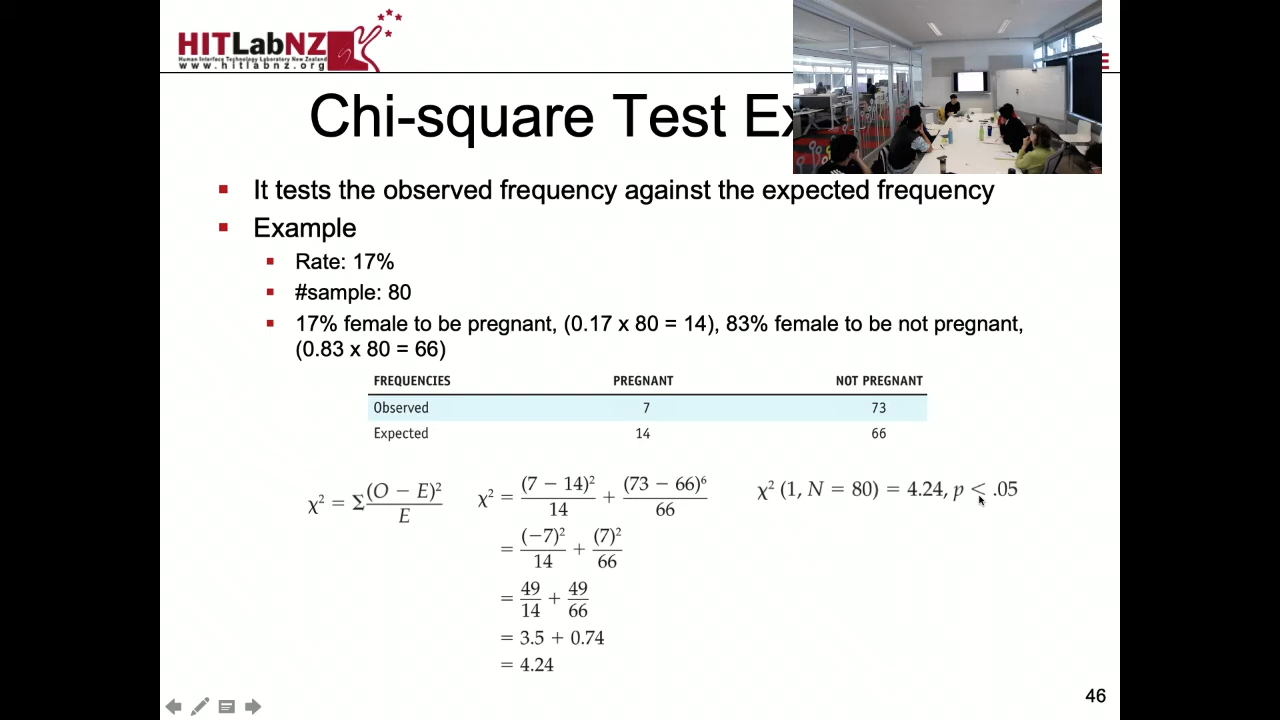 HITLabNZ
Human Interface Technology Laboratory New Zealand
www.hitlabnz.org
E
Chi-square Test Ex
▪ It tests the observed frequency against the expected frequency
▪ Example
▪ Rate: 17%
▪ #sample: 80
▪ 17% female to be pregnant, (0.17 x 80 = 14), 83% female to be not pregnant,
(0.83 x 80 = 66)
FREQUENCIES PREGNANT NOT PREGNANT
Observed 7 73
Expected 14 66
χ² = Σ(O − E)²/E
χ² = (7 − 14)²/14 + (73 − 66)⁶/66
= (−7)²/14 + (7)²/66
= 49/14 + 49/66
= 3.5 + 0.74
= 4.24
χ² (1, N = 80) = 4.24, p < .05
46